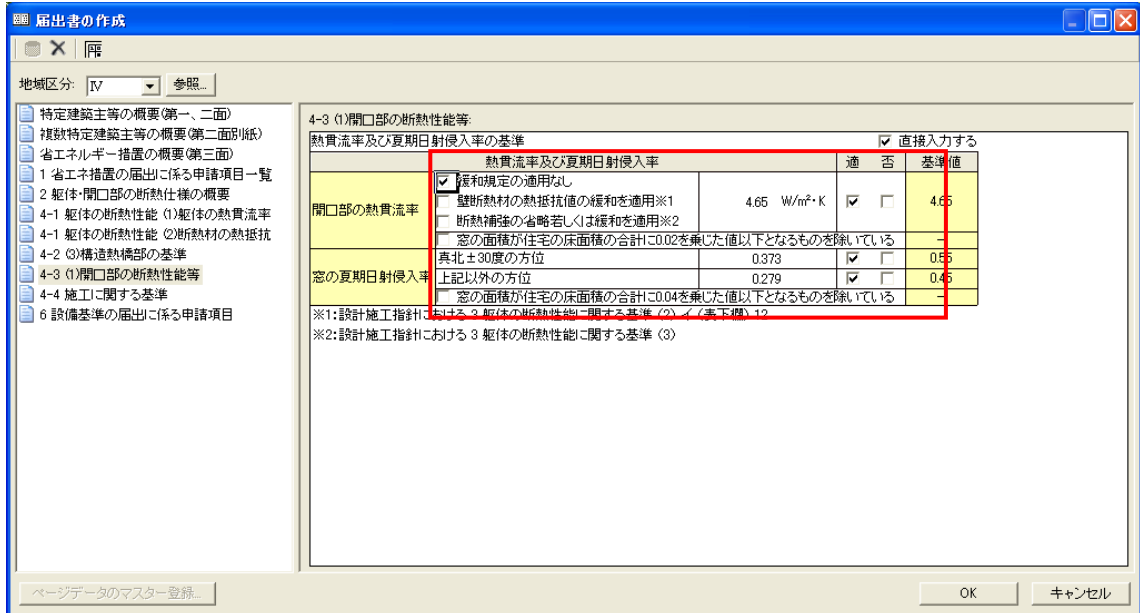 届出書の作成
地域区分: Ⅳ 参照...
特定建築主等の概要(第一、二面)
複数特定建築主等の概要(第二面別紙)
省エネルギー措置の概要(第三面)
1 省エネ措置の届出に係る申請項目一覧
2 躯体・開口部の断熱仕様の概要
4-1 躯体の断熱性能 (1)躯体の熱貫流率
4-1 躯体の断熱性能 (2)断熱材の熱抵抗
4-2 (3)構造熱橋部の基準
4-3 (1)開口部の断熱性能等
4-4 施工に関する基準
6 設備基準の届出に係る申請項目
4-3 (1)開口部の断熱性能等:
熱貫流率及び夏期日射侵入率の基準 直接入力する
熱貫流率及び夏期日射侵入率 適 否 基準値
開口部の熱貫流率
緩和規定の適用なし
壁断熱材の熱抵抗値の緩和を適用※1 4.65 W/m²・K 4.65
断熱補強の省略若しくは緩和を適用※2
窓の面積が住宅の床面積の合計に0.02を乗じた値以下となるものを除いている －
窓の夏期日射侵入率
真北±30度の方位 0.373 0.55
上記以外の方位 0.279 0.45
窓の面積が住宅の床面積の合計に0.04を乗じた値以下となるものを除いている －
※1:設計施工指針における 3 躯体の断熱性能に関する基準 (2) イ (表下欄) 12
※2:設計施工指針における 3 躯体の断熱性能に関する基準 (3)
ページデータのマスター登録... OK キャンセル